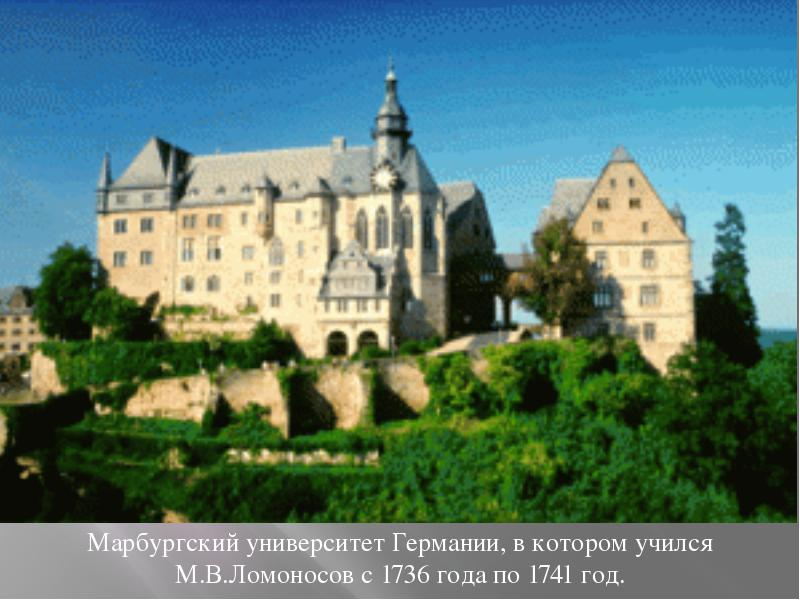 Марбургский университет Германии, в котором учился
М.В.Ломоносов с 1736 года по 1741 год.